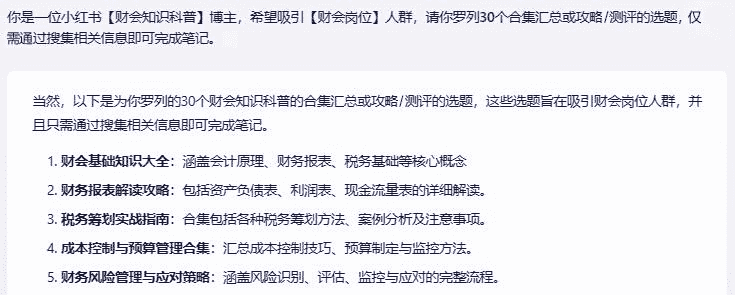 你是一位小红书【财会知识科普】博主，希望吸引【财会岗位】人群，请你罗列30个合集汇总或攻略/测评的选题，仅
需通过搜集相关信息即可完成笔记。
当然，以下是为你罗列的30个财会知识科普的合集汇总或攻略/测评的选题，这些选题旨在吸引财会岗位人群，并
且只需通过搜集相关信息即可完成笔记。
1. 财会基础知识大全：涵盖会计原理、财务报表、税务基础等核心概念
2. 财务报表解读攻略：包括资产负债表、利润表、现金流量表的详细解读。
3. 税务筹划实战指南：合集包括各种税务筹划方法、案例分析及注意事项。
4. 成本控制与预算管理合集：汇总成本控制技巧、预算制定与监控方法。
5. 财务风险管理与应对策略：涵盖风险识别、评估、监控与应对的完整流程。